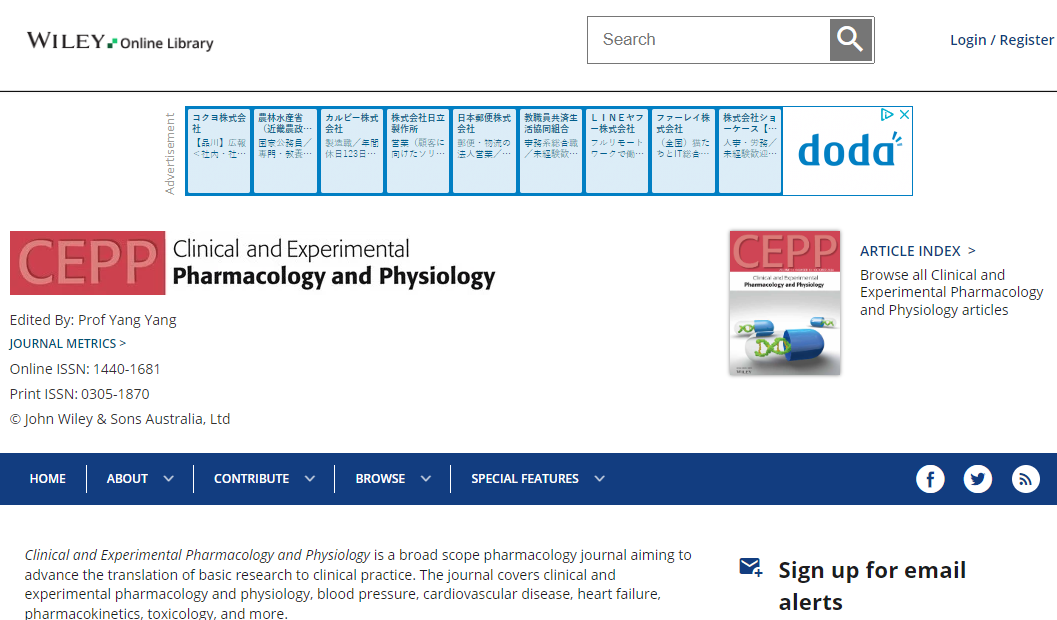 WILEY Online Library
Search
Login / Register
Advertisement
コクヨ株式会
社
【品川】広報
<社内・社…
農林水産省
（近畿農政…
国家公務員／
専門・教養…
カルビー株式
会社
製造職／年間
休日123日…
株式会社日立
製作所
営業（顧客に
向けたソリ…
日本郵便株式
会社
郵便・物流の
法人営業／…
教職員共済生
活協同組合
事務系総合職
／未経験歓…
ＬＩＮＥヤフ
ー株式会社
フルリモート
ワークで働…
ファーレイ株
式会社
（全国）猫た
ちとIT総合…
株式会社ショ
ーケース【…
人事・労務／
未経験歓迎…
doda
CEPP
Clinical and Experimental
Pharmacology and Physiology
CEPP
Clinical and Experimental
Pharmacology and Physiology
WILEY
ARTICLE INDEX >
Browse all Clinical and
Experimental Pharmacology
and Physiology articles
Edited By: Prof Yang Yang
JOURNAL METRICS >
Online ISSN: 1440-1681
Print ISSN: 0305-1870
© John Wiley & Sons Australia, Ltd
HOME ABOUT CONTRIBUTE BROWSE SPECIAL FEATURES
Clinical and Experimental Pharmacology and Physiology is a broad scope pharmacology journal aiming to
advance the translation of basic research to clinical practice. The journal covers clinical and
experimental pharmacology and physiology, blood pressure, cardiovascular disease, heart failure,
pharmacokinetics, toxicology, and more.
Sign up for email
alerts